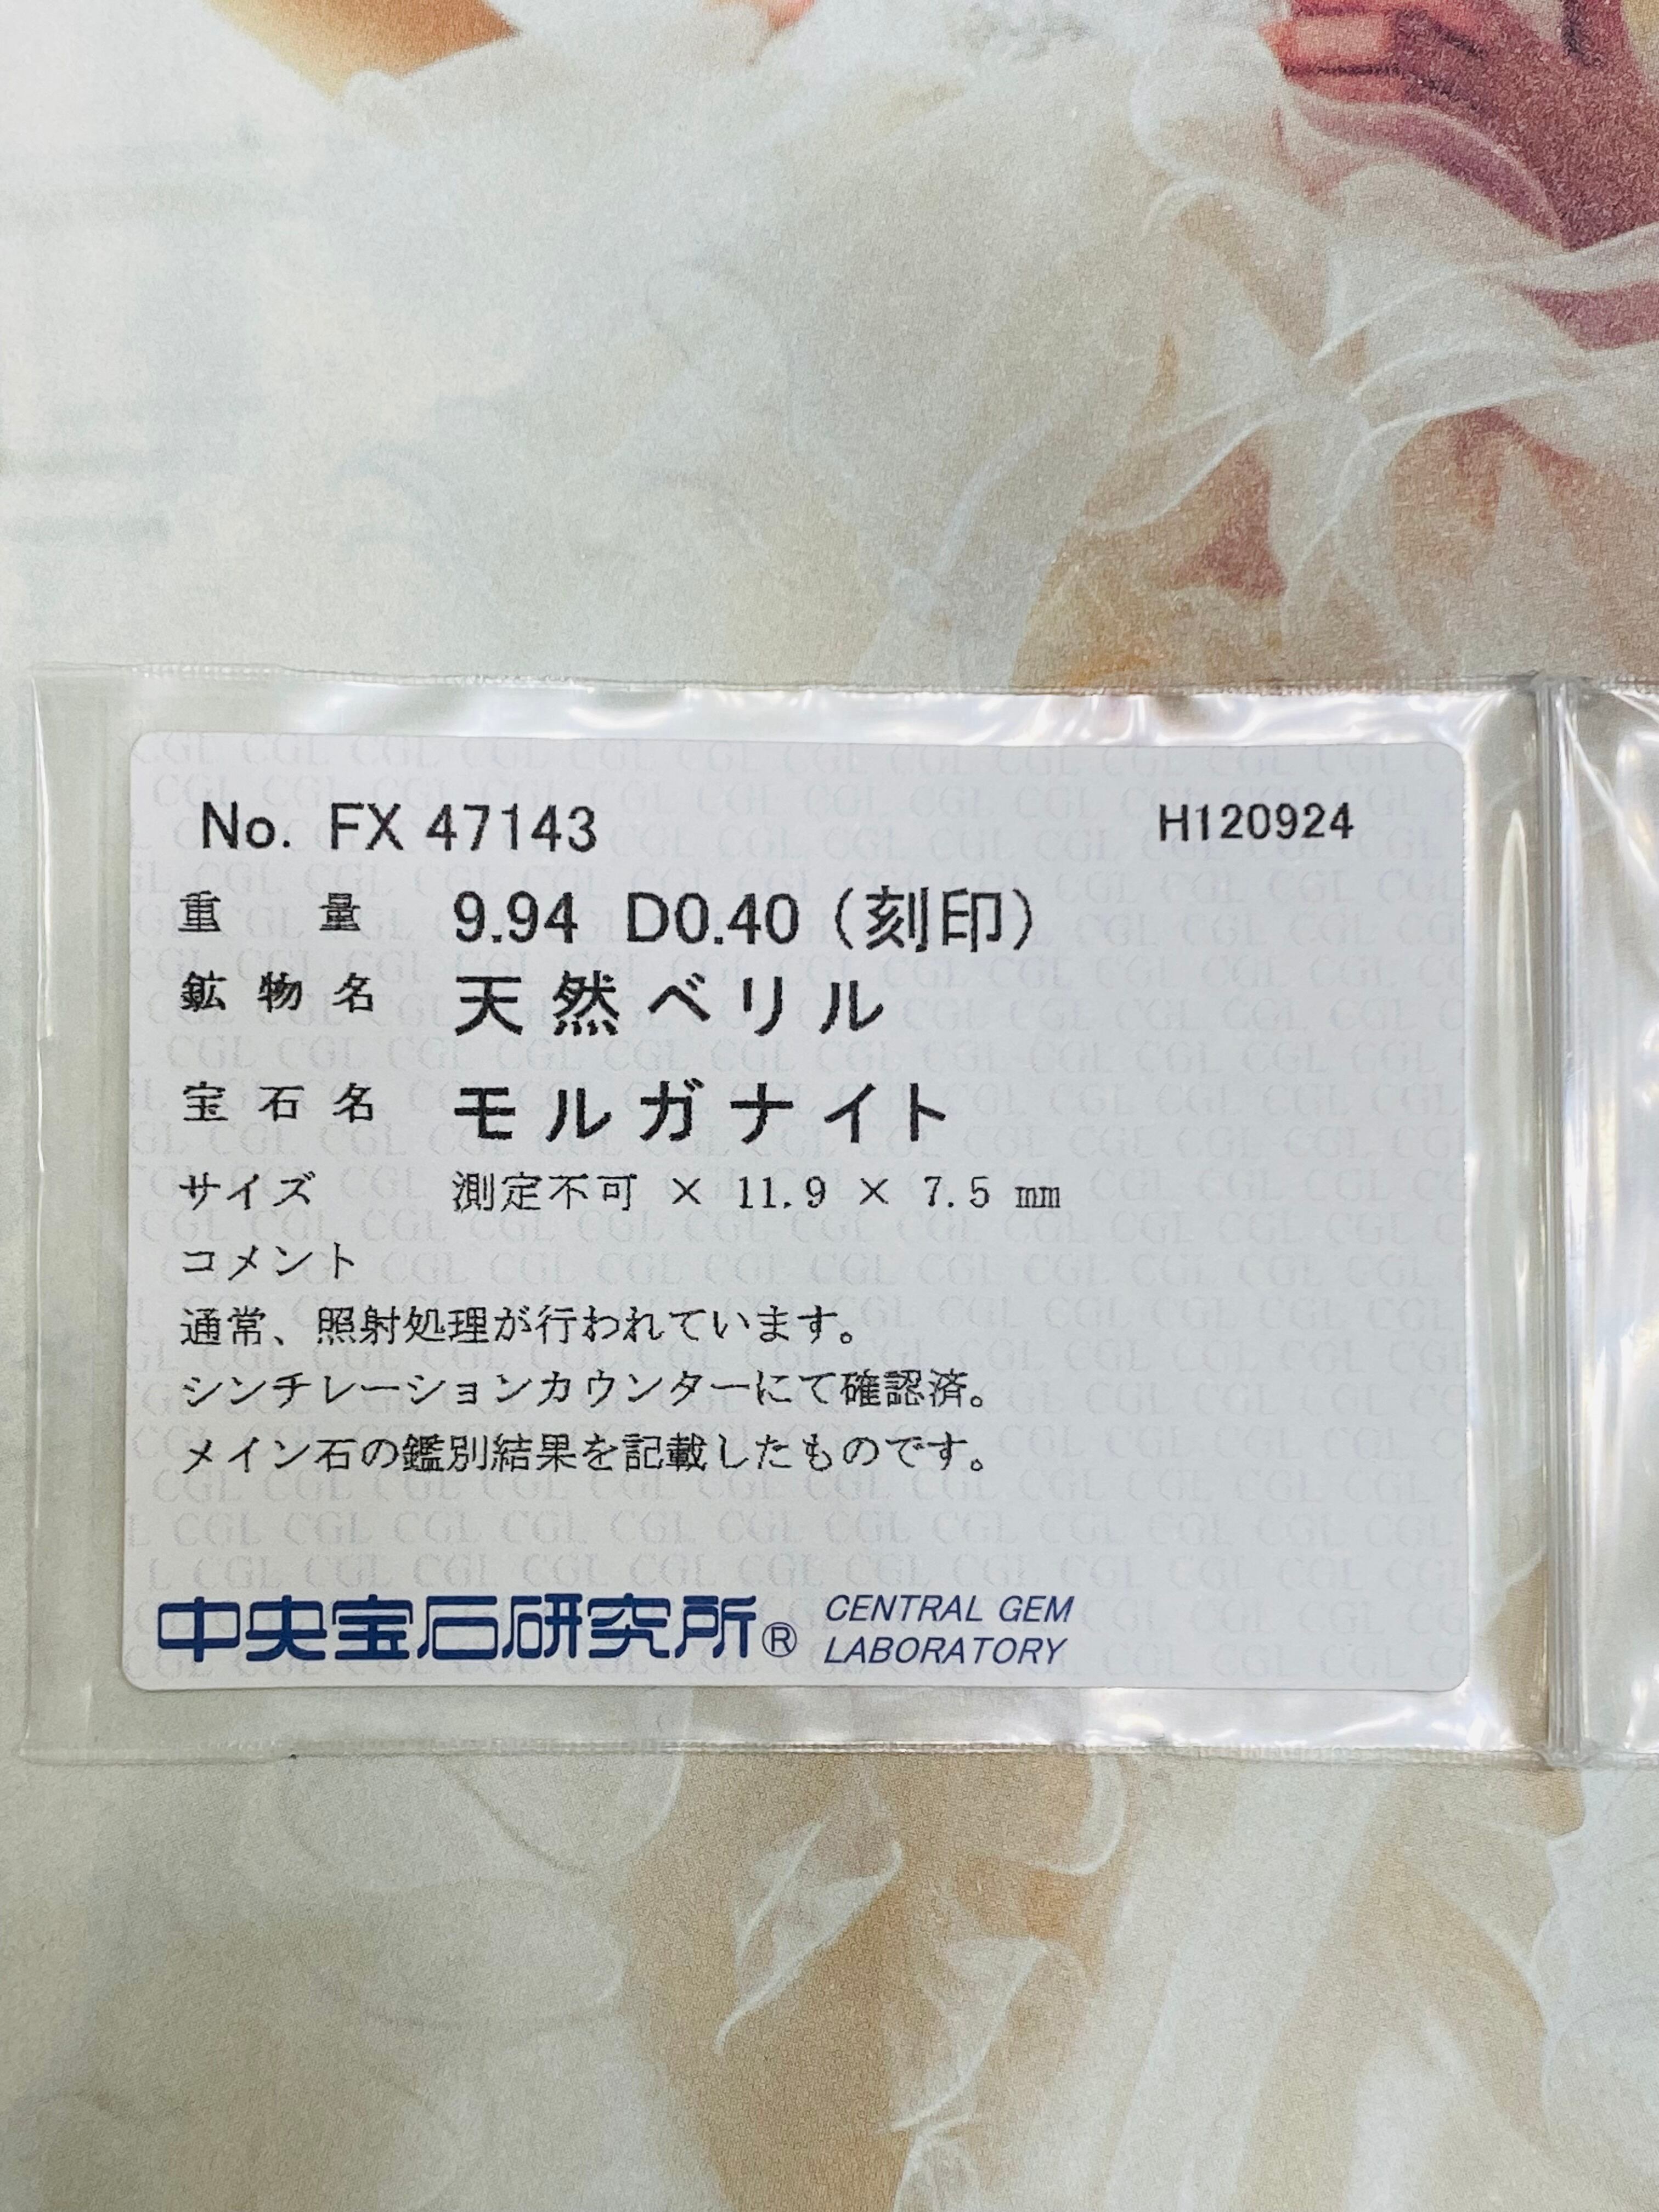 No. FX 47143 H120924
重量 9.94 D0.40（刻印）
鉱物名 天然ベリル
宝石名 モルガナイト
サイズ 測定不可 × 11.9 × 7.5 mm
コメント
通常、照射処理が行われています。
シンチレーションカウンターにて確認済。
メイン石の鑑別結果を記載したものです。
中央宝石研究所® CENTRAL GEM
LABORATORY